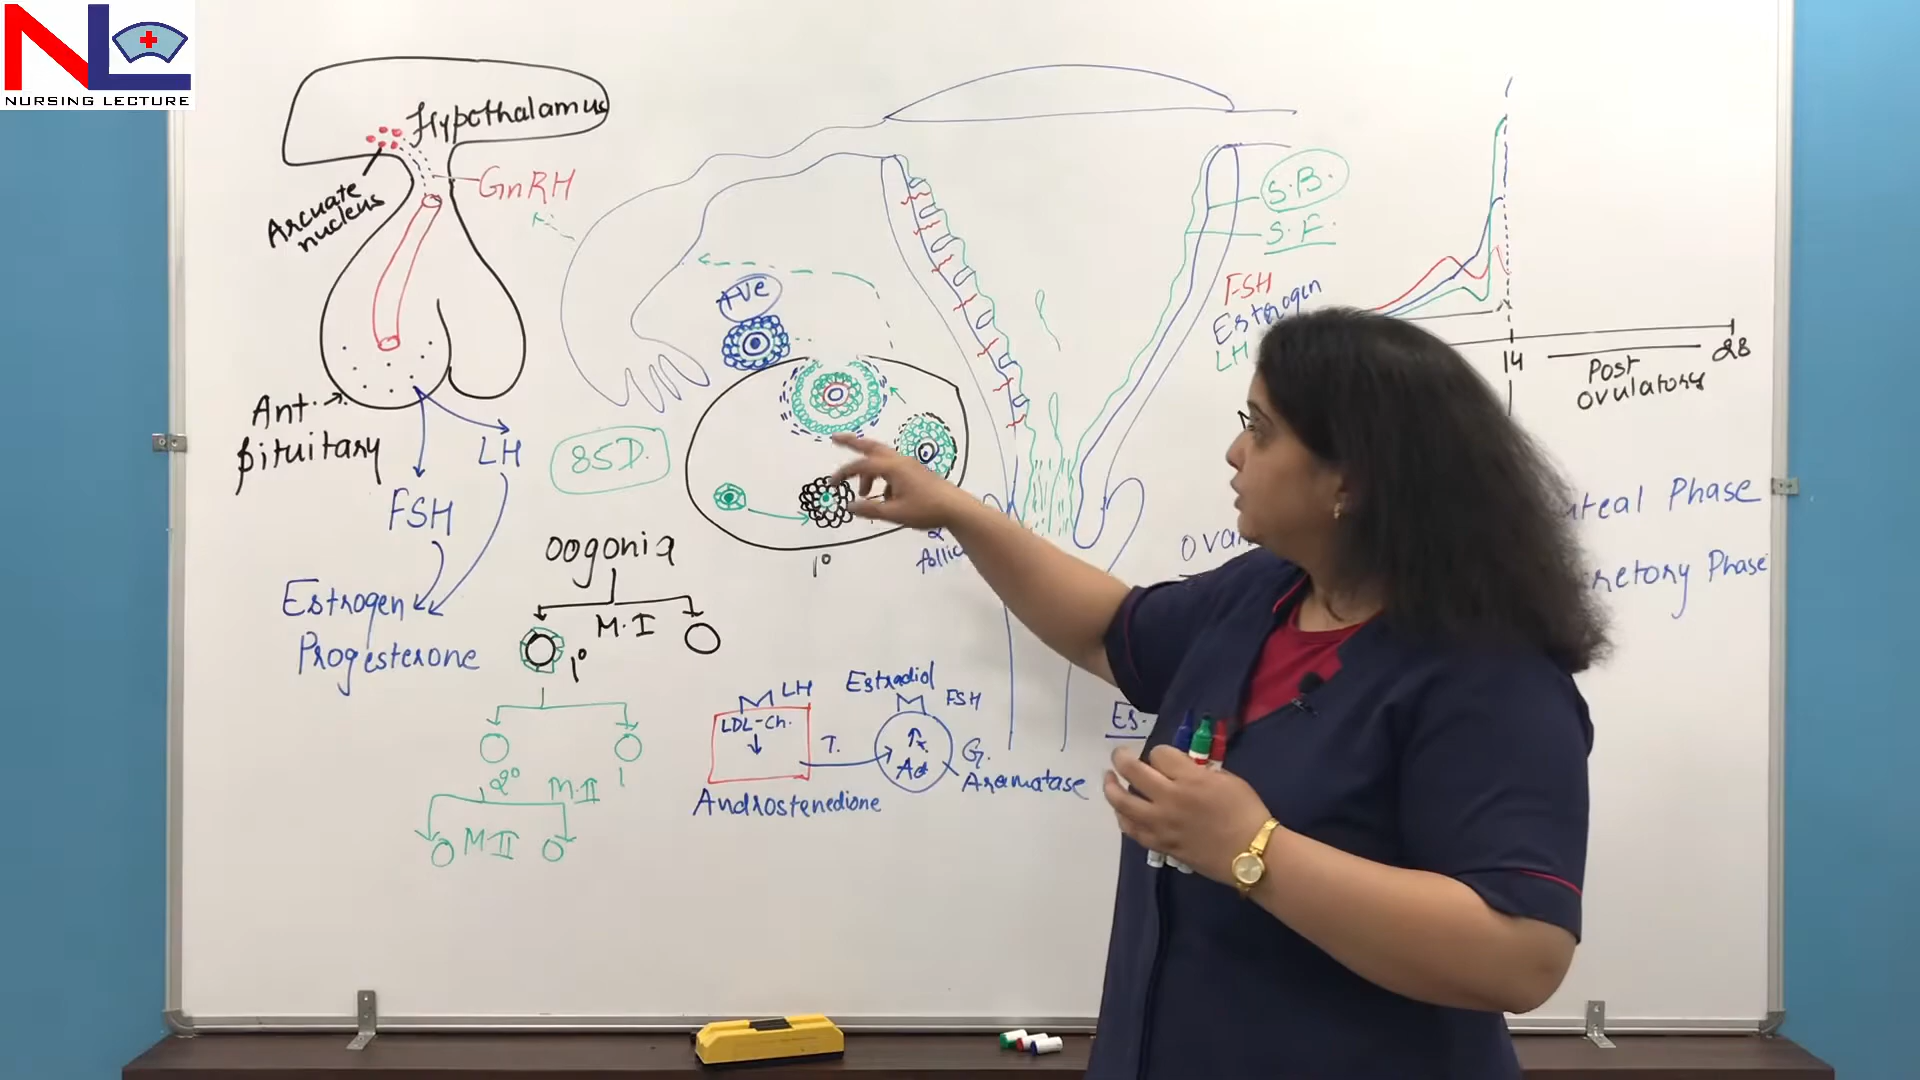 NL
NURSING LECTURE
Hypothalamus
GnRH
Arcuate
nucleus
Ant.
pituitary
LH
FSH
Estrogen
Progesterone
85D.
+Ve
1°
oogonia
M.I
1°
2°
M.II
M.II
LH
LDL-Ch.
T.
Androstenedione
Estradiol
FSH
G.
Aromatase
Es.
S.B.
S.F.
FSH
Estrogen
LH
14
28
Post
ovulatory
Phase
Phase